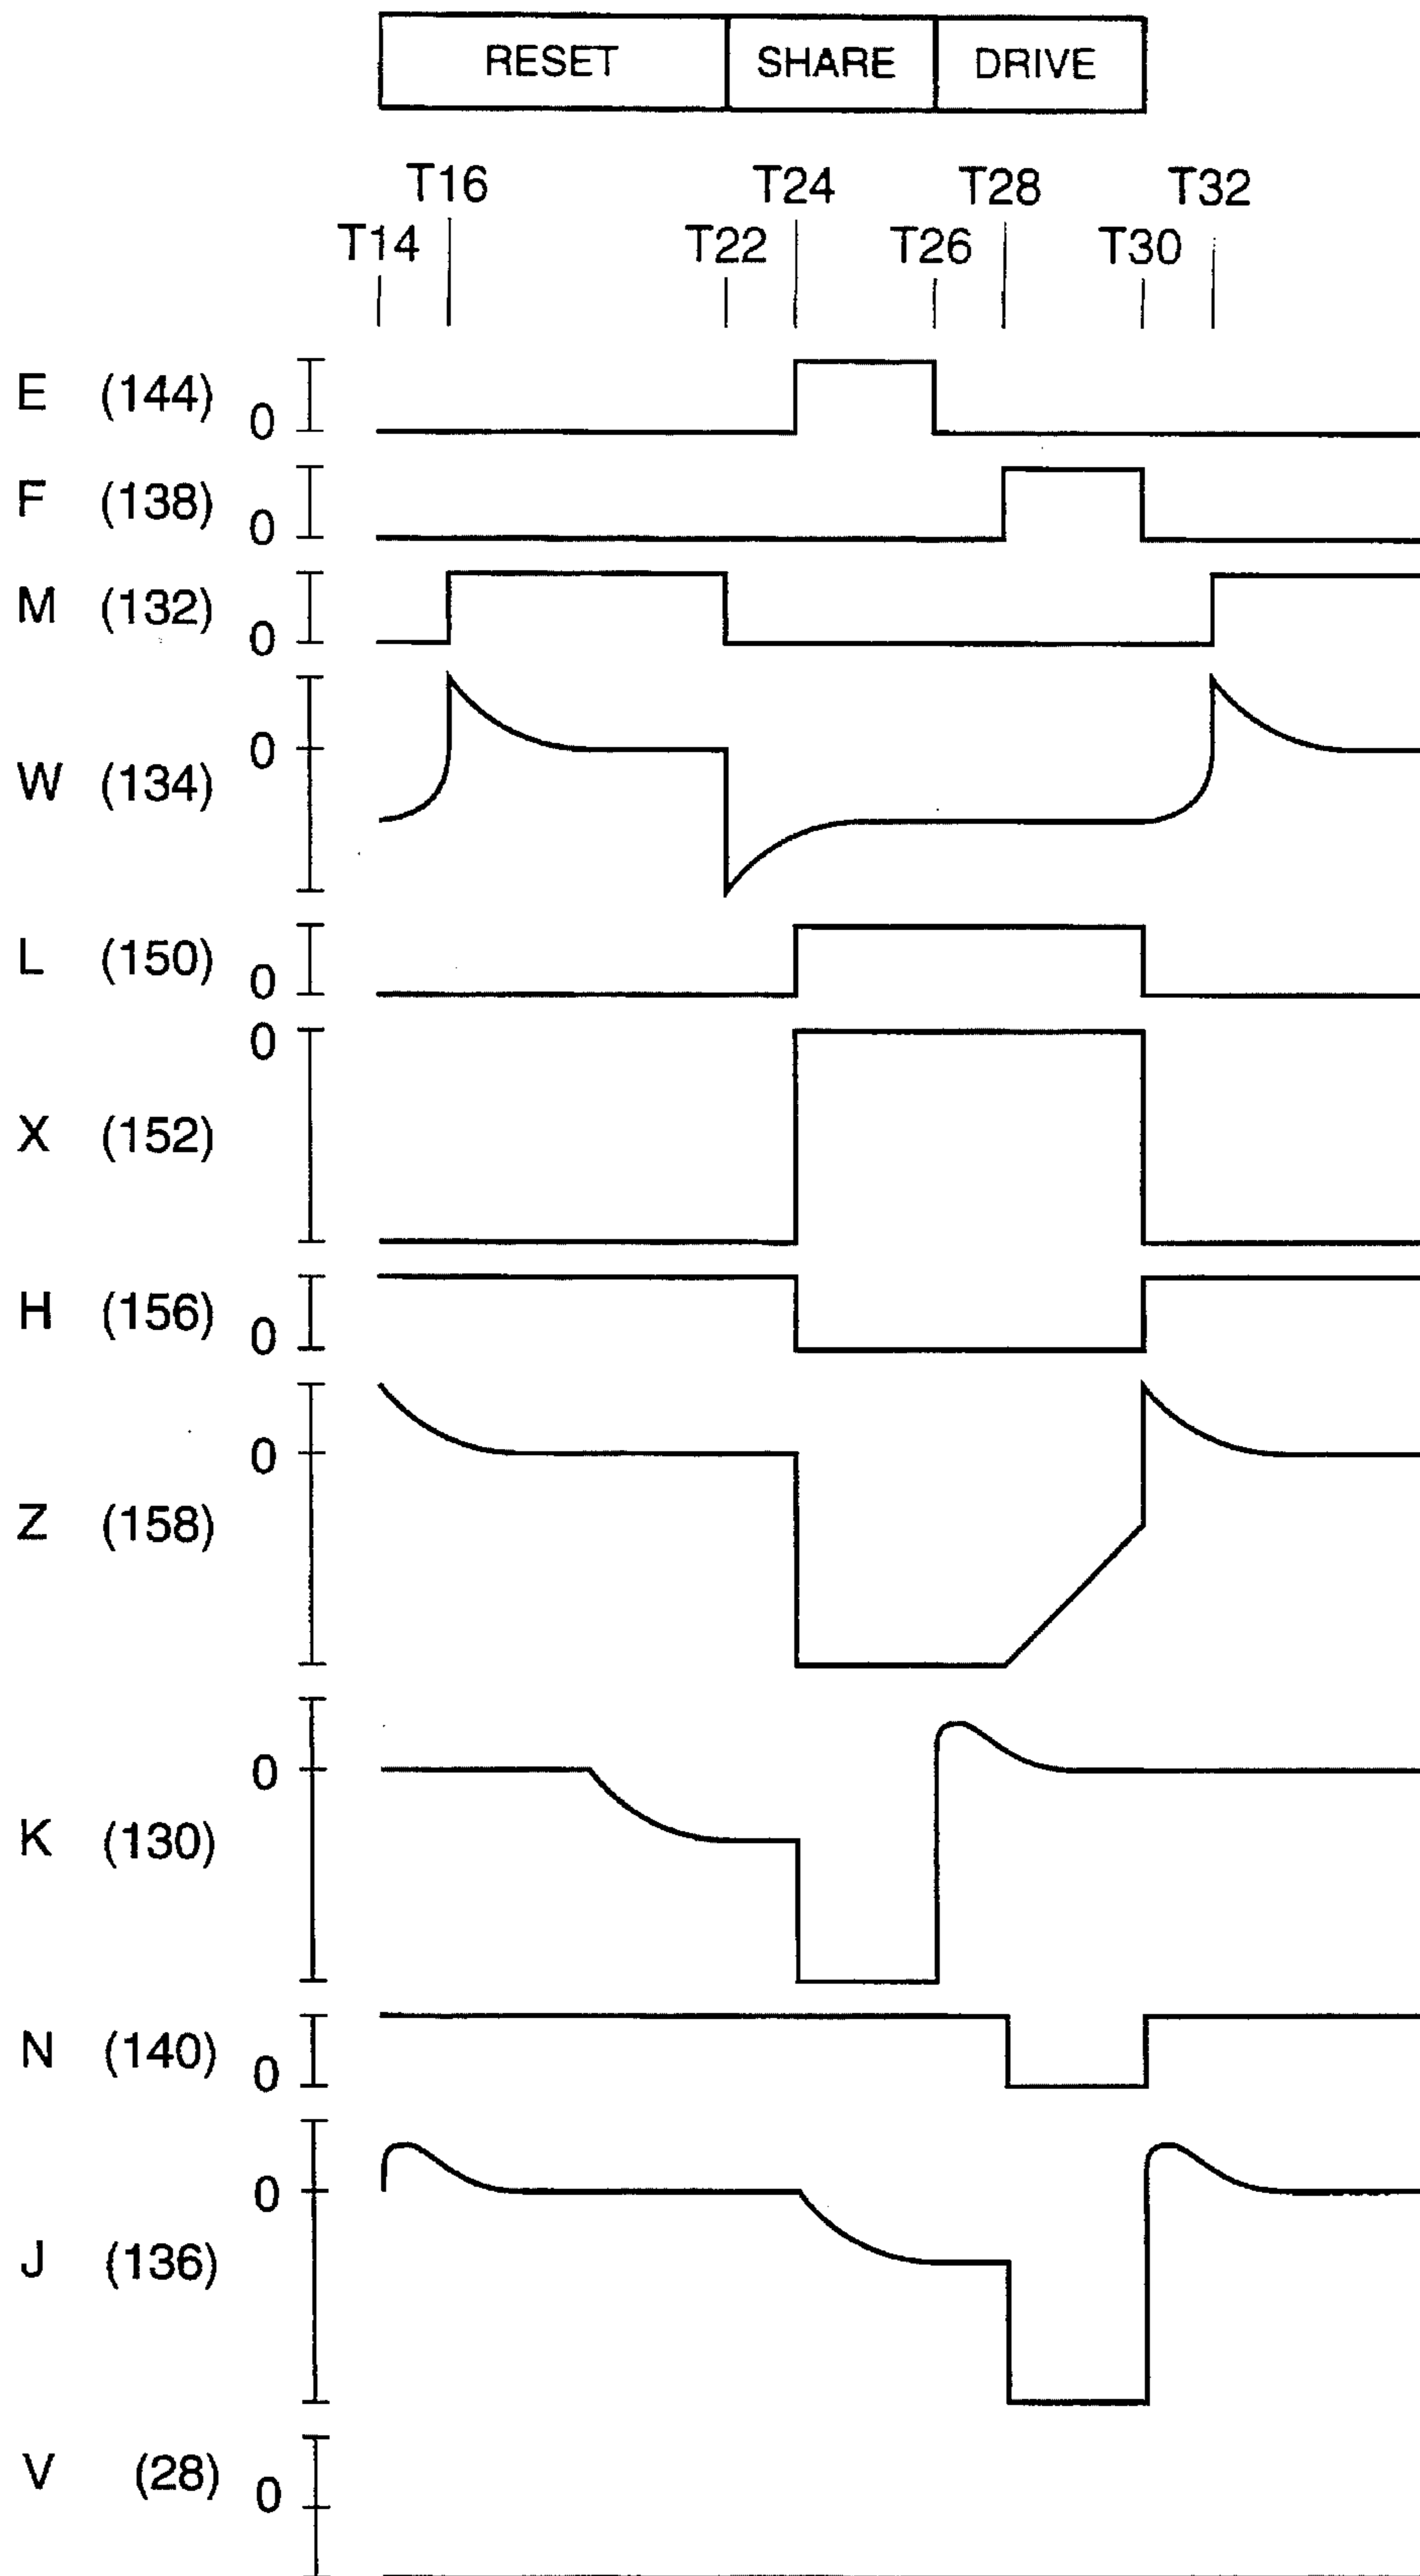 RESET SHARE DRIVE
T16 T24 T28 T32
T14 T22 T26 T30
E (144) 0
F (138) 0
M (132) 0
W (134) 0
L (150) 0
X (152) 0
H (156) 0
Z (158) 0
K (130) 0
N (140) 0
J (136) 0
V (28) 0